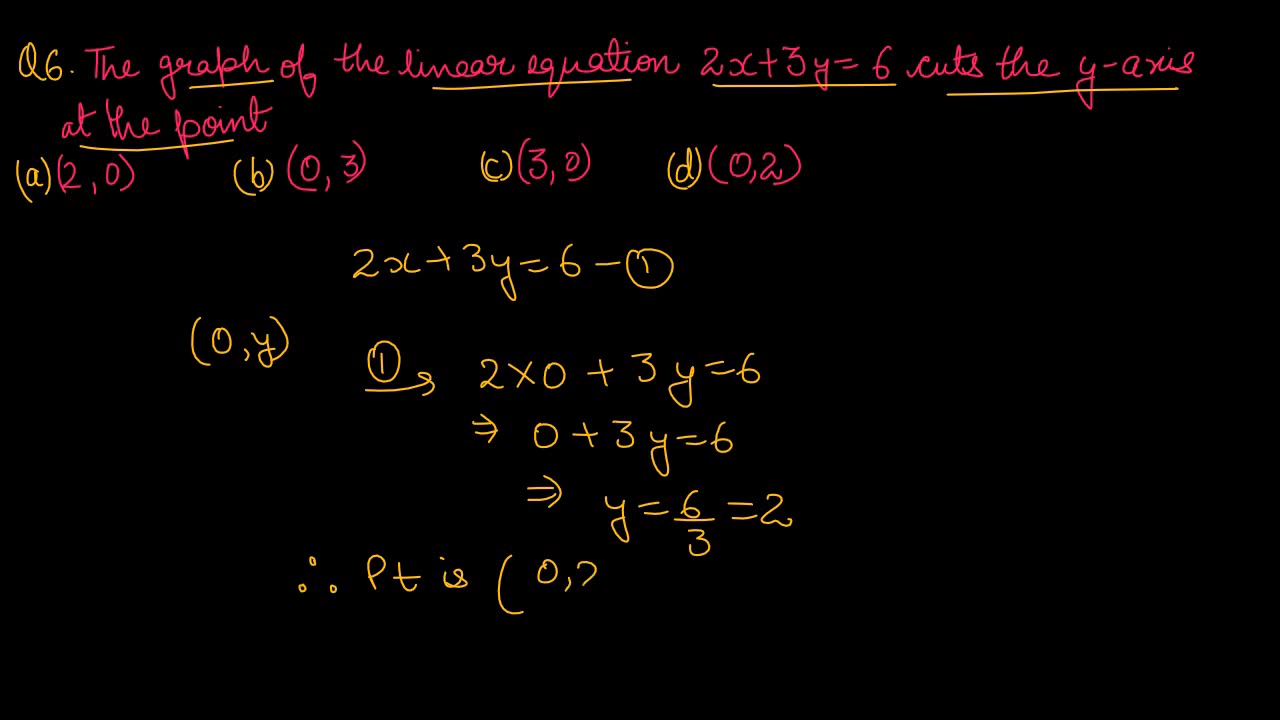 Q6. The graph of the linear equation 2x+3y=6 cuts the y-axis
at the point
(a)(2,0) (b)(0,3) (c)(3,0) (d)(0,2)
2x+3y=6-①
(0,y)
① → 2×0+3y=6
⇒ 0+3y=6
⇒ y=6/3=2
∴ Pt is (0,